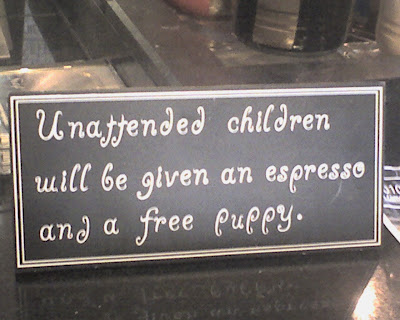 Unattended children
will be given an espresso
and a free puppy.